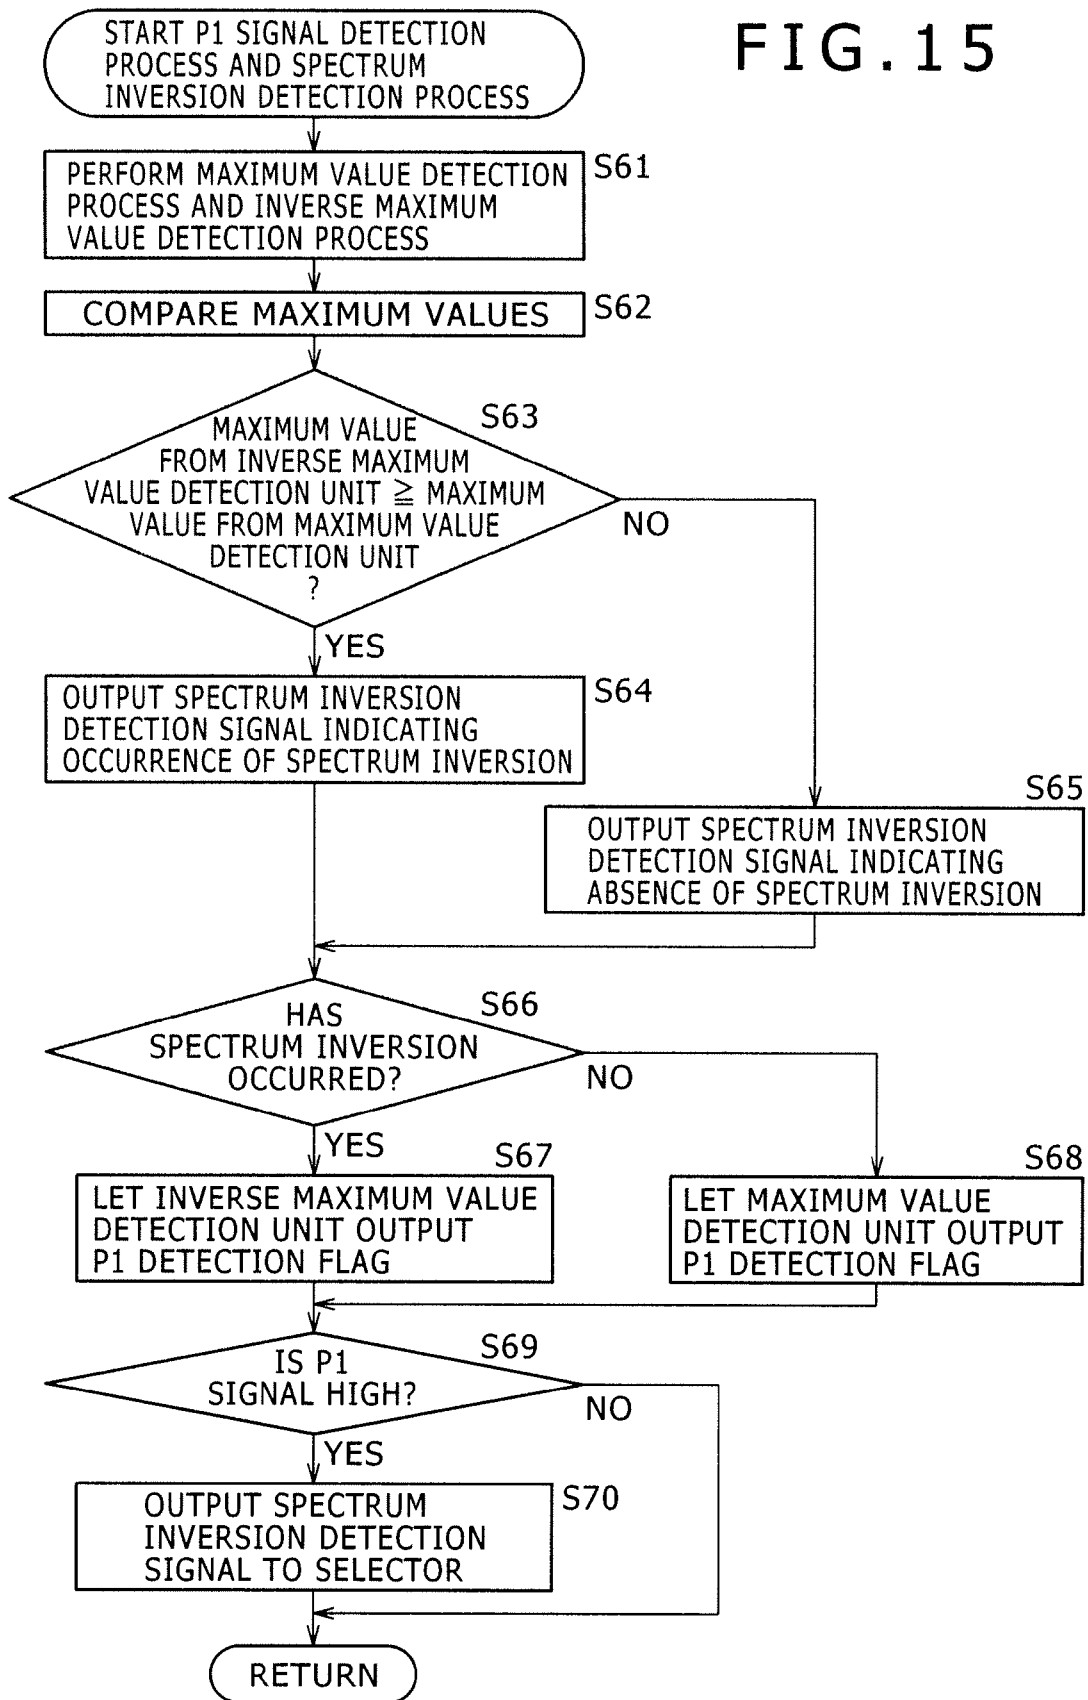 FIG.15
START P1 SIGNAL DETECTION
PROCESS AND SPECTRUM
INVERSION DETECTION PROCESS
S61
PERFORM MAXIMUM VALUE DETECTION
PROCESS AND INVERSE MAXIMUM
VALUE DETECTION PROCESS
COMPARE MAXIMUM VALUES
S62
S63
MAXIMUM VALUE
FROM INVERSE MAXIMUM
VALUE DETECTION UNIT ≧ MAXIMUM
VALUE FROM MAXIMUM VALUE
DETECTION UNIT
?
NO
YES
S64
OUTPUT SPECTRUM INVERSION
DETECTION SIGNAL INDICATING
OCCURRENCE OF SPECTRUM INVERSION
S65
OUTPUT SPECTRUM INVERSION
DETECTION SIGNAL INDICATING
ABSENCE OF SPECTRUM INVERSION
S66
HAS
SPECTRUM INVERSION
OCCURRED?
NO
YES
S67
LET INVERSE MAXIMUM VALUE
DETECTION UNIT OUTPUT
P1 DETECTION FLAG
S68
LET MAXIMUM VALUE
DETECTION UNIT OUTPUT
P1 DETECTION FLAG
S69
IS P1
SIGNAL HIGH?
NO
YES
S70
OUTPUT SPECTRUM
INVERSION DETECTION
SIGNAL TO SELECTOR
RETURN